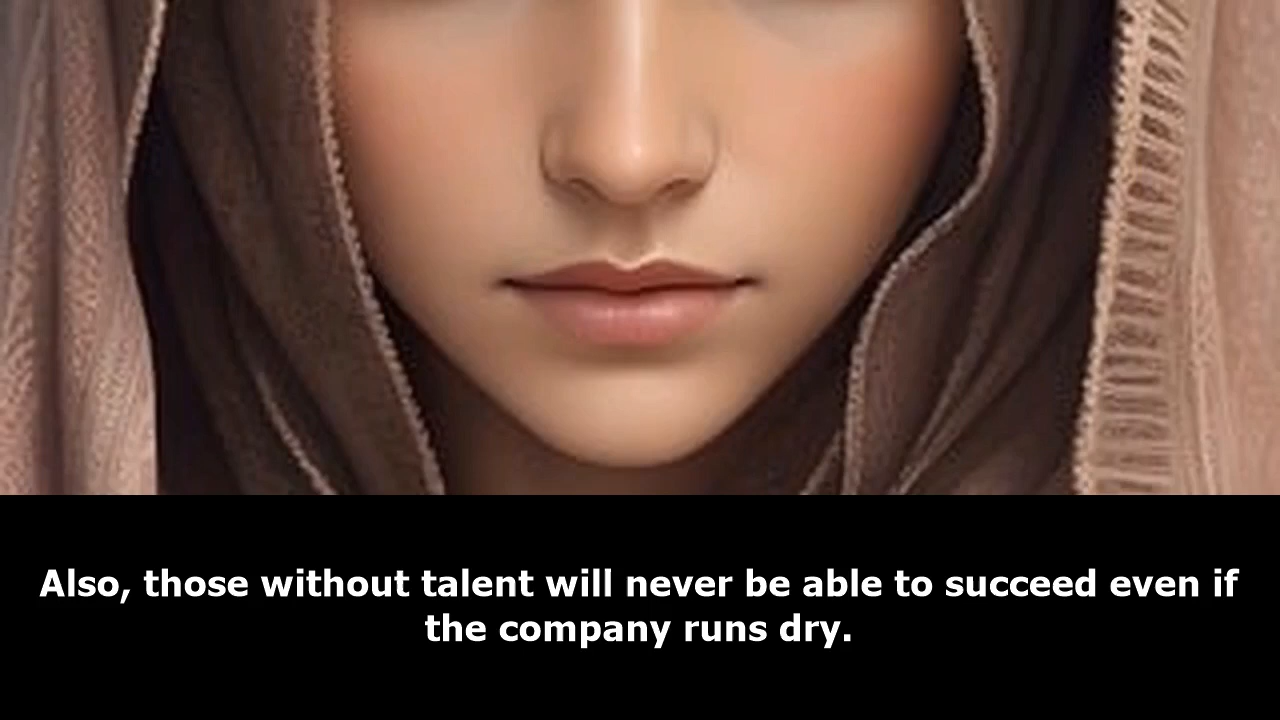 Also, those without talent will never be able to succeed even if
the company runs dry.